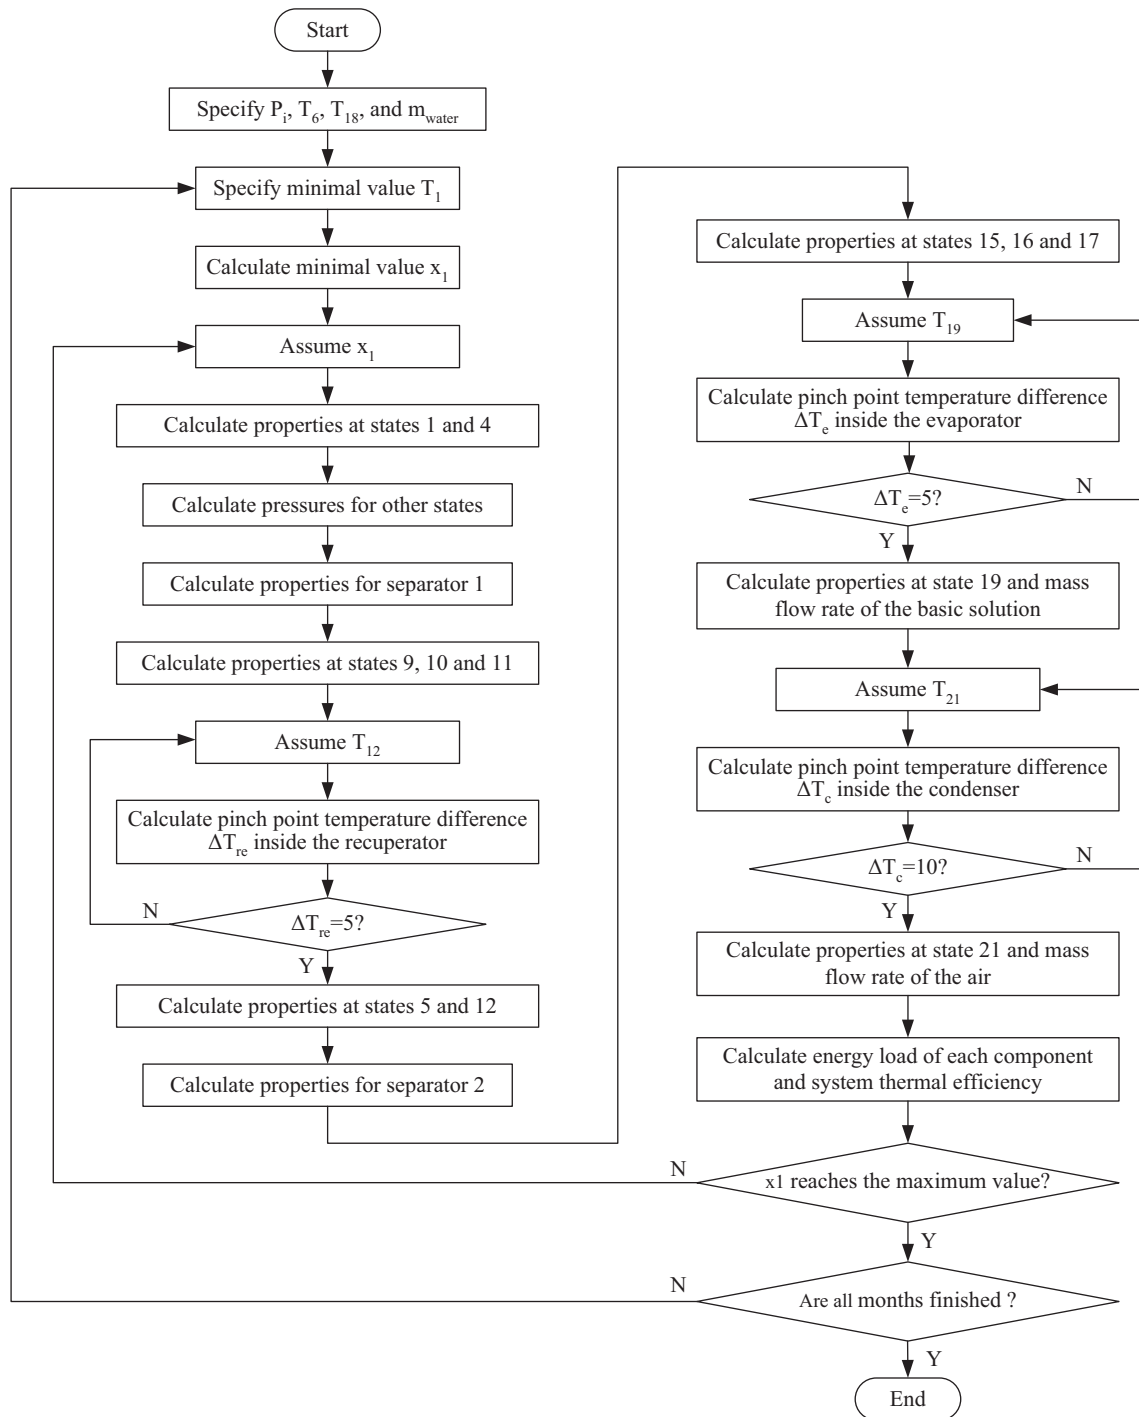 Start
Specify P_i, T_6, T_18, and m_water
Specify minimal value T_1
Calculate minimal value x_1
Assume x_1
Calculate properties at states 1 and 4
Calculate pressures for other states
Calculate properties for separator 1
Calculate properties at states 9, 10 and 11
Assume T_12
Calculate pinch point temperature difference
ΔT_re inside the recuperator
N
ΔT_re=5?
Y
Calculate properties at states 5 and 12
Calculate properties for separator 2
Calculate properties at states 15, 16 and 17
Assume T_19
Calculate pinch point temperature difference
ΔT_e inside the evaporator
ΔT_e=5?
N
Y
Calculate properties at state 19 and mass
flow rate of the basic solution
Assume T_21
Calculate pinch point temperature difference
ΔT_c inside the condenser
ΔT_c=10?
N
Y
Calculate properties at state 21 and mass
flow rate of the air
Calculate energy load of each component
and system thermal efficiency
N
x1 reaches the maximum value?
Y
N
Are all months finished ?
Y
End